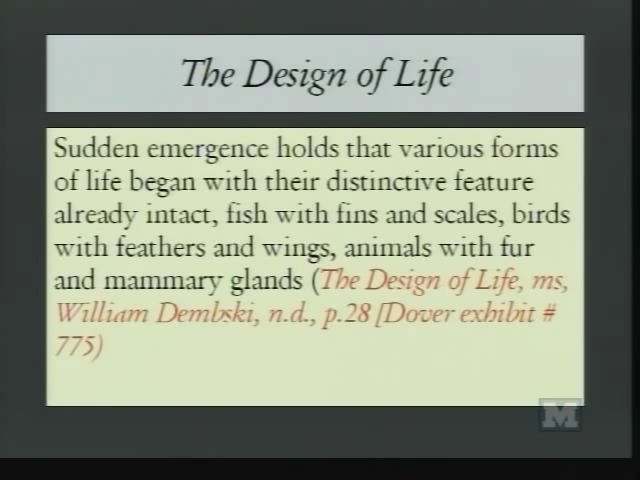 The Design of Life
Sudden emergence holds that various forms
of life began with their distinctive feature
already intact, fish with fins and scales, birds
with feathers and wings, animals with fur
and mammary glands (The Design of Life, ms,
William Dembski, n.d., p.28 [Dover exhibit #
775)
M